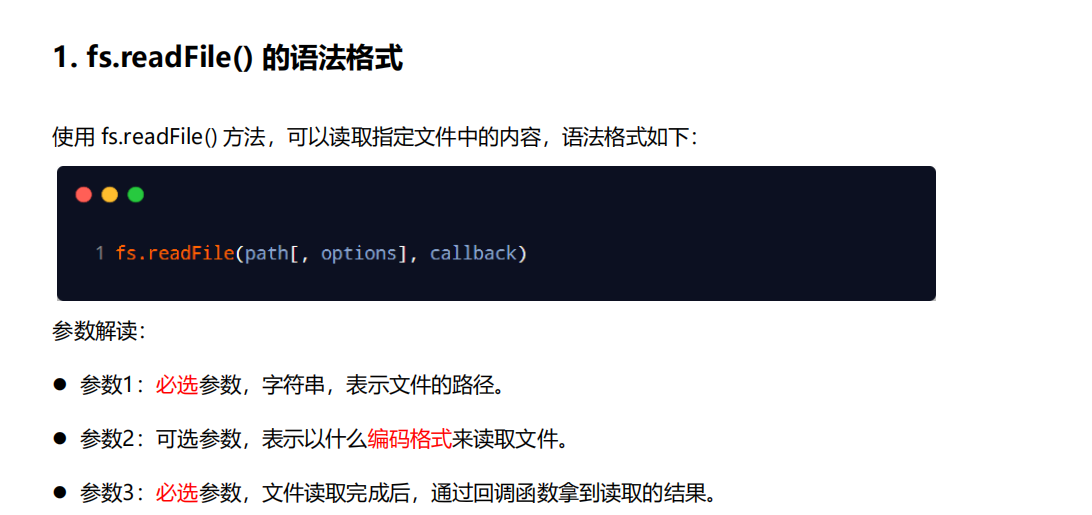 1. fs.readFile() 的语法格式
使用 fs.readFile() 方法，可以读取指定文件中的内容，语法格式如下：
1 fs.readFile(path[, options], callback)
参数解读：
● 参数1：必选参数，字符串，表示文件的路径。
● 参数2：可选参数，表示以什么编码格式来读取文件。
● 参数3：必选参数，文件读取完成后，通过回调函数拿到读取的结果。